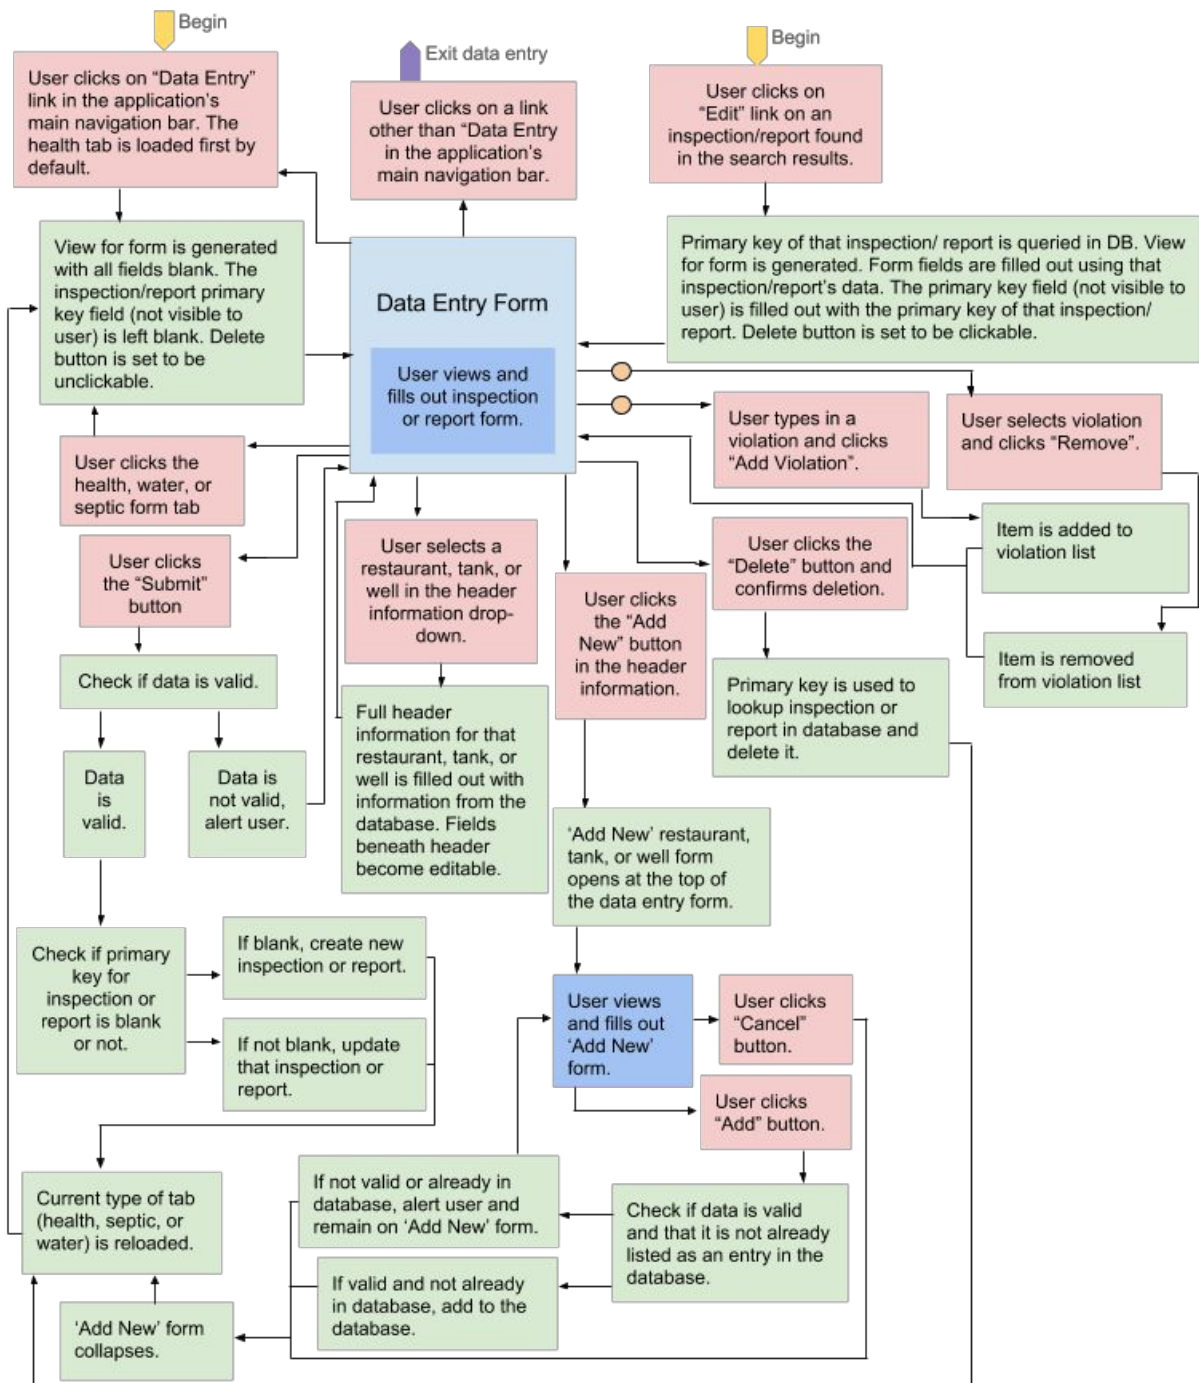 Begin
User clicks on “Data Entry”
link in the application’s
main navigation bar. The
health tab is loaded first by
default.
Exit data entry
User clicks on a link
other than “Data Entry
in the application’s
main navigation bar.
Begin
User clicks on
“Edit” link on an
inspection/report found
in the search results.
View for form is generated
with all fields blank. The
inspection/report primary
key field (not visible to
user) is left blank. Delete
button is set to be
unclickable.
Data Entry Form
User views and
fills out inspection
or report form.
Primary key of that inspection/ report is queried in DB. View
for form is generated. Form fields are filled out using that
inspection/report’s data. The primary key field (not visible to
user) is filled out with the primary key of that inspection/
report. Delete button is set to be clickable.
User types in a
violation and clicks
“Add Violation”.
User selects violation
and clicks “Remove”.
User clicks the
health, water, or
septic form tab
Item is added to
violation list
User clicks
the “Submit”
button
User selects a
restaurant, tank, or
well in the header
information drop-
down.
User clicks the
“Delete” button and
confirms deletion.
User clicks
the “Add
New” button
in the header
information.
Item is removed
from violation list
Check if data is valid.
Primary key is used to
lookup inspection or
report in database and
delete it.
Full header
information for that
restaurant, tank, or
well is filled out with
information from the
database. Fields
beneath header
become editable.
Data
is
valid.
Data is
not valid,
alert user.
‘Add New’ restaurant,
tank, or well form
opens at the top of
the data entry form.
Check if primary
key for
inspection or
report is blank
or not.
If blank, create new
inspection or report.
If not blank, update
that inspection or
report.
User views
and fills out
‘Add New’
form.
User clicks
“Cancel”
button.
User clicks
“Add” button.
Current type of tab
(health, septic, or
water) is reloaded.
If not valid or already in
database, alert user and
remain on ‘Add New’ form.
Check if data is valid
and that it is not already
listed as an entry in the
database.
If valid and not already
in database, add to the
database.
‘Add New’ form
collapses.